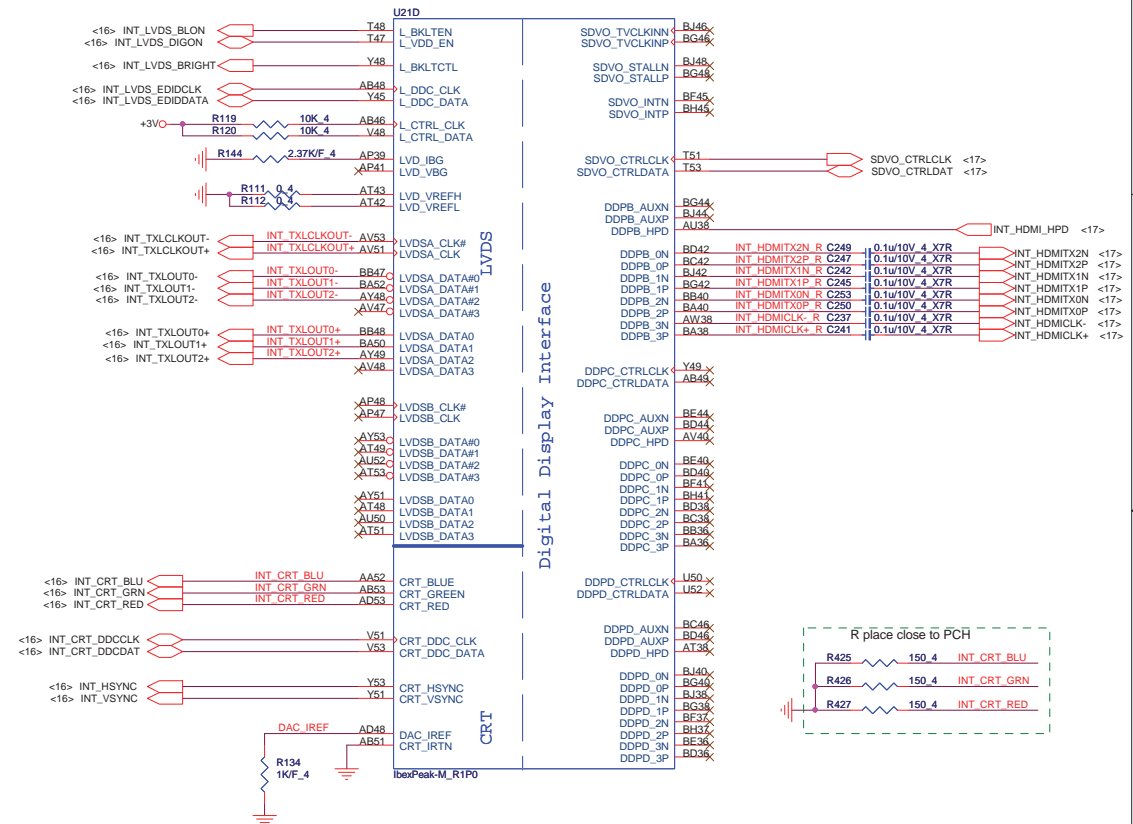 U21D
<16> INT_LVDS_BLON T48 L_BKLTEN
<16> INT_LVDS_DIGON T47 L_VDD_EN
<16> INT_LVDS_BRIGHT Y48 L_BKLTCTL
<16> INT_LVDS_EDIDCLK AB48 L_DDC_CLK
<16> INT_LVDS_EDIDDATA Y45 L_DDC_DATA
+3V R119 10K_4 AB46 L_CTRL_CLK
R120 10K_4 V48 L_CTRL_DATA
R144 2.37K/F_4 AP39 LVD_IBG
AP41 LVD_VBG
R111 0_4 AT43 LVD_VREFH
R112 0_4 AT42 LVD_VREFL
<16> INT_TXLCLKOUT- INT_TXLCLKOUT- AV53 LVDSA_CLK#
<16> INT_TXLCLKOUT+ INT_TXLCLKOUT+ AV51 LVDSA_CLK
<16> INT_TXLOUT0- INT_TXLOUT0- BB47 LVDSA_DATA#0
<16> INT_TXLOUT1- INT_TXLOUT1- BA52 LVDSA_DATA#1
<16> INT_TXLOUT2- INT_TXLOUT2- AY48 LVDSA_DATA#2
AV47 LVDSA_DATA#3
<16> INT_TXLOUT0+ INT_TXLOUT0+ BB48 LVDSA_DATA0
<16> INT_TXLOUT1+ INT_TXLOUT1+ BA50 LVDSA_DATA1
<16> INT_TXLOUT2+ INT_TXLOUT2+ AY49 LVDSA_DATA2
AV48 LVDSA_DATA3
AP48 LVDSB_CLK#
AP47 LVDSB_CLK
AY53 LVDSB_DATA#0
AT49 LVDSB_DATA#1
AU52 LVDSB_DATA#2
AT53 LVDSB_DATA#3
AY51 LVDSB_DATA0
AT48 LVDSB_DATA1
AU50 LVDSB_DATA2
AT51 LVDSB_DATA3
<16> INT_CRT_BLU INT_CRT_BLU AA52 CRT_BLUE
<16> INT_CRT_GRN INT_CRT_GRN AB53 CRT_GREEN
<16> INT_CRT_RED INT_CRT_RED AD53 CRT_RED
<16> INT_CRT_DDCCLK V51 CRT_DDC_CLK
<16> INT_CRT_DDCDAT V53 CRT_DDC_DATA
<16> INT_HSYNC Y53 CRT_HSYNC
<16> INT_VSYNC Y51 CRT_VSYNC
DAC_IREF AD48 DAC_IREF
AB51 CRT_IRTN
R134
1K/F_4
IbexPeak-M_R1P0
LVDS
CRT
Digital Display Interface
SDVO_TVCLKINN BJ46
SDVO_TVCLKINP BG46
SDVO_STALLN BJ48
SDVO_STALLP BG48
SDVO_INTN BF45
SDVO_INTP BH45
SDVO_CTRLCLK T51 SDVO_CTRLCLK <17>
SDVO_CTRLDATA T53 SDVO_CTRLDAT <17>
DDPB_AUXN BG44
DDPB_AUXP BJ44
DDPB_HPD AU38 INT_HDMI_HPD <17>
DDPB_0N BD42 INT_HDMITX2N_R C249 0.1u/10V_4_X7R INT_HDMITX2N <17>
DDPB_0P BC42 INT_HDMITX2P_R C247 0.1u/10V_4_X7R INT_HDMITX2P <17>
DDPB_1N BJ42 INT_HDMITX1N_R C242 0.1u/10V_4_X7R INT_HDMITX1N <17>
DDPB_1P BG42 INT_HDMITX1P_R C245 0.1u/10V_4_X7R INT_HDMITX1P <17>
DDPB_2N BB40 INT_HDMITX0N_R C253 0.1u/10V_4_X7R INT_HDMITX0N <17>
DDPB_2P BA40 INT_HDMITX0P_R C250 0.1u/10V_4_X7R INT_HDMITX0P <17>
DDPB_3N AW38 INT_HDMICLK-_R C237 0.1u/10V_4_X7R INT_HDMICLK- <17>
DDPB_3P BA38 INT_HDMICLK+_R C241 0.1u/10V_4_X7R INT_HDMICLK+ <17>
DDPC_CTRLCLK Y49
DDPC_CTRLDATA AB49
DDPC_AUXN BE44
DDPC_AUXP BD44
DDPC_HPD AV40
DDPC_0N BE40
DDPC_0P BD40
DDPC_1N BF41
DDPC_1P BH41
DDPC_2N BD38
DDPC_2P BC38
DDPC_3N BB36
DDPC_3P BA36
DDPD_CTRLCLK U50
DDPD_CTRLDATA U52
DDPD_AUXN BC46
DDPD_AUXP BD46
DDPD_HPD AT38
DDPD_0N BJ40
DDPD_0P BG40
DDPD_1N BJ38
DDPD_1P BG38
DDPD_2N BF37
DDPD_2P BH37
DDPD_3N BE36
DDPD_3P BD36
R place close to PCH
R425 150_4 INT_CRT_BLU
R426 150_4 INT_CRT_GRN
R427 150_4 INT_CRT_RED